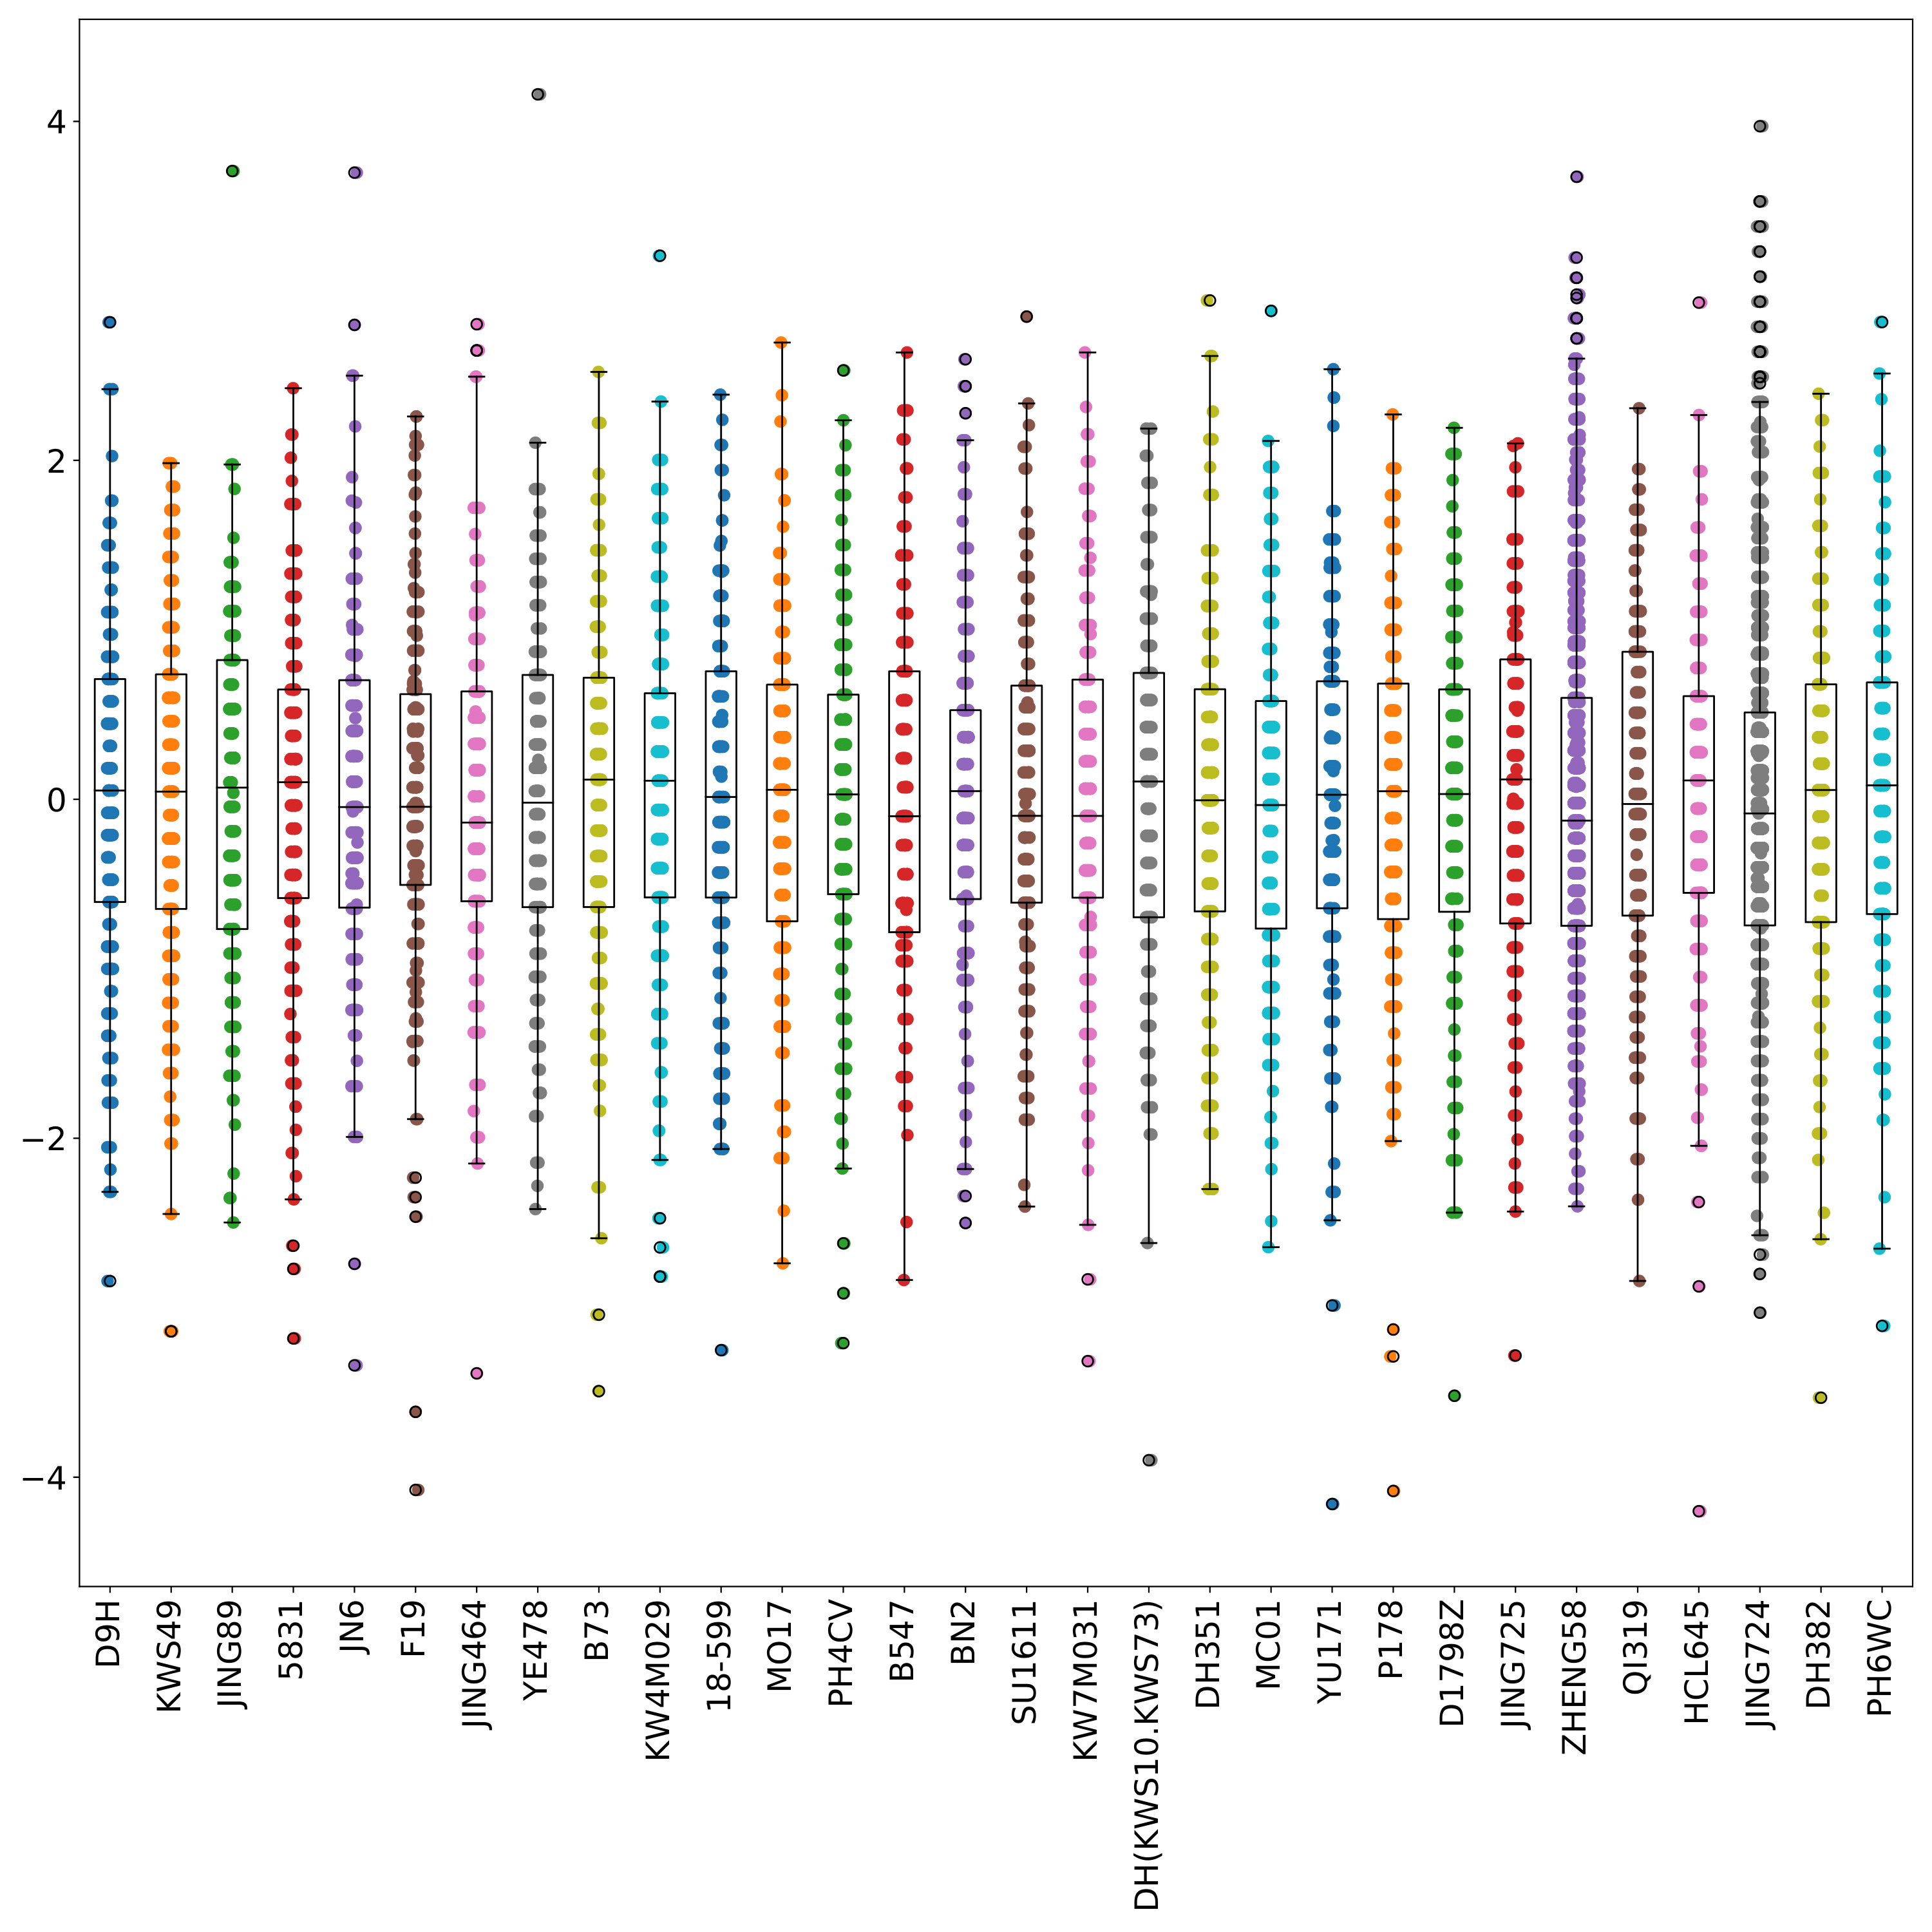 4
2
0
−2
−4
D9H
KWS49
JING89
5831
JN6
F19
JING464
YE478
B73
KW4M029
18-599
MO17
PH4CV
B547
BN2
SU1611
KW7M031
DH(KWS10.KWS73)
DH351
MC01
YU171
P178
D1798Z
JING725
ZHENG58
QI319
HCL645
JING724
DH382
PH6WC